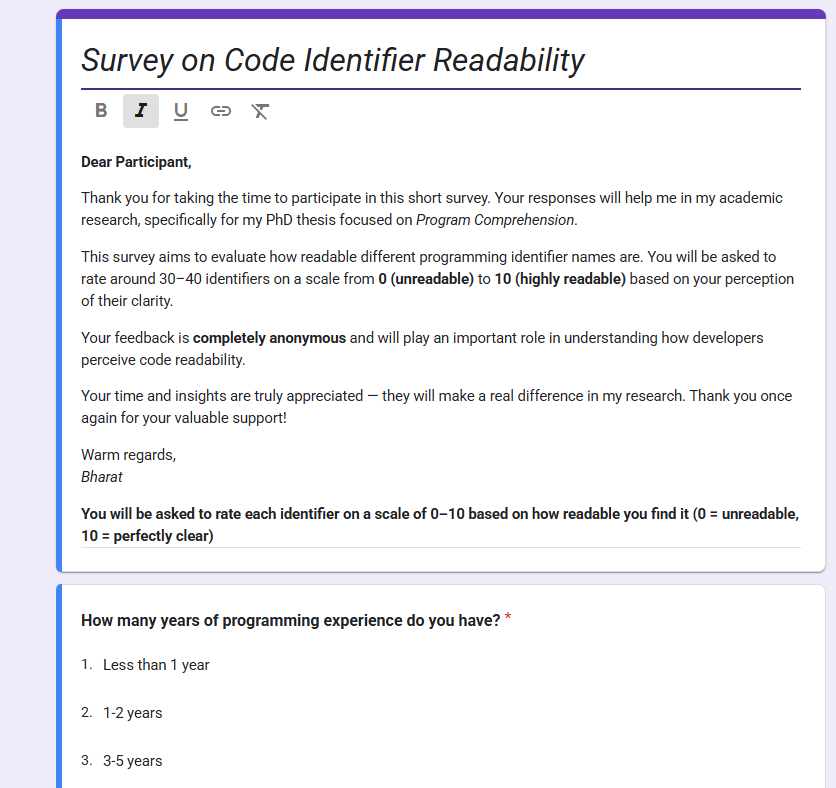 Survey on Code Identifier Readability
B I U
Dear Participant,
Thank you for taking the time to participate in this short survey. Your responses will help me in my academic
research, specifically for my PhD thesis focused on Program Comprehension.
This survey aims to evaluate how readable different programming identifier names are. You will be asked to
rate around 30–40 identifiers on a scale from 0 (unreadable) to 10 (highly readable) based on your perception
of their clarity.
Your feedback is completely anonymous and will play an important role in understanding how developers
perceive code readability.
Your time and insights are truly appreciated — they will make a real difference in my research. Thank you once
again for your valuable support!
Warm regards,
Bharat
You will be asked to rate each identifier on a scale of 0–10 based on how readable you find it (0 = unreadable,
10 = perfectly clear)
How many years of programming experience do you have? *
1. Less than 1 year
2. 1-2 years
3. 3-5 years